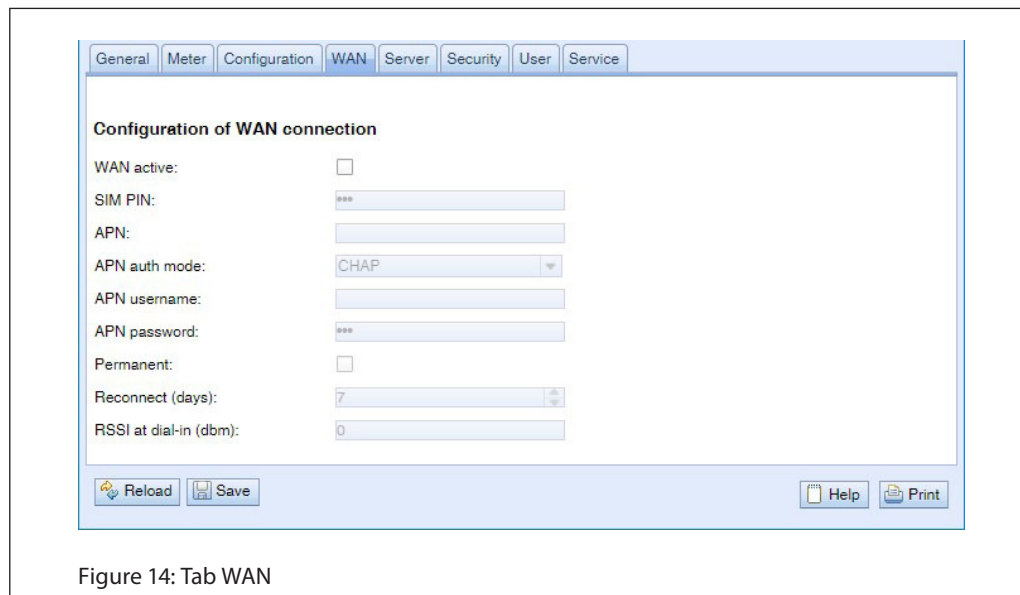 General Meter Configuration WAN Server Security User Service
Configuration of WAN connection
WAN active:
SIM PIN: •••
APN:
APN auth mode: CHAP
APN username:
APN password: •••
Permanent:
Reconnect (days): 7
RSSI at dial-in (dbm): 0
Reload Save Help Print
Figure 14: Tab WAN